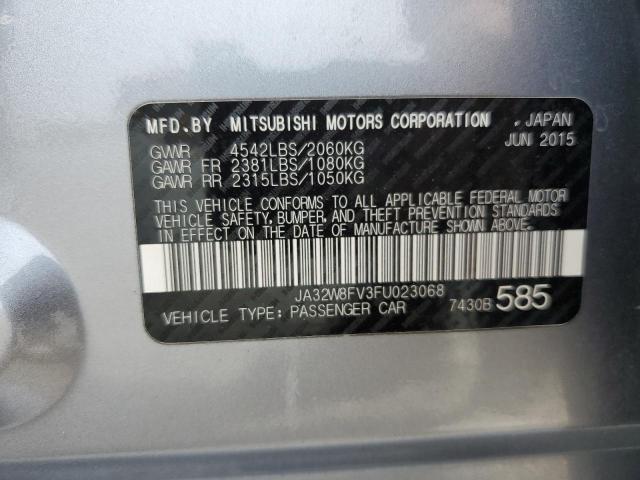 MFD.BY MITSUBISHI MOTORS CORPORATION . JAPAN
GVWR 4542LBS/2060KG JUN 2015
GAWR FR 2381LBS/1080KG
GAWR RR 2315LBS/1050KG
THIS VEHICLE CONFORMS TO ALL APPLICABLE FEDERAL MOTOR
VEHICLE SAFETY, BUMPER, AND THEFT PREVENTION STANDARDS
IN EFFECT ON THE DATE OF MANUFACTURE SHOWN ABOVE.
JA32W8FV3FU023068
VEHICLE TYPE: PASSENGER CAR 7430B 585